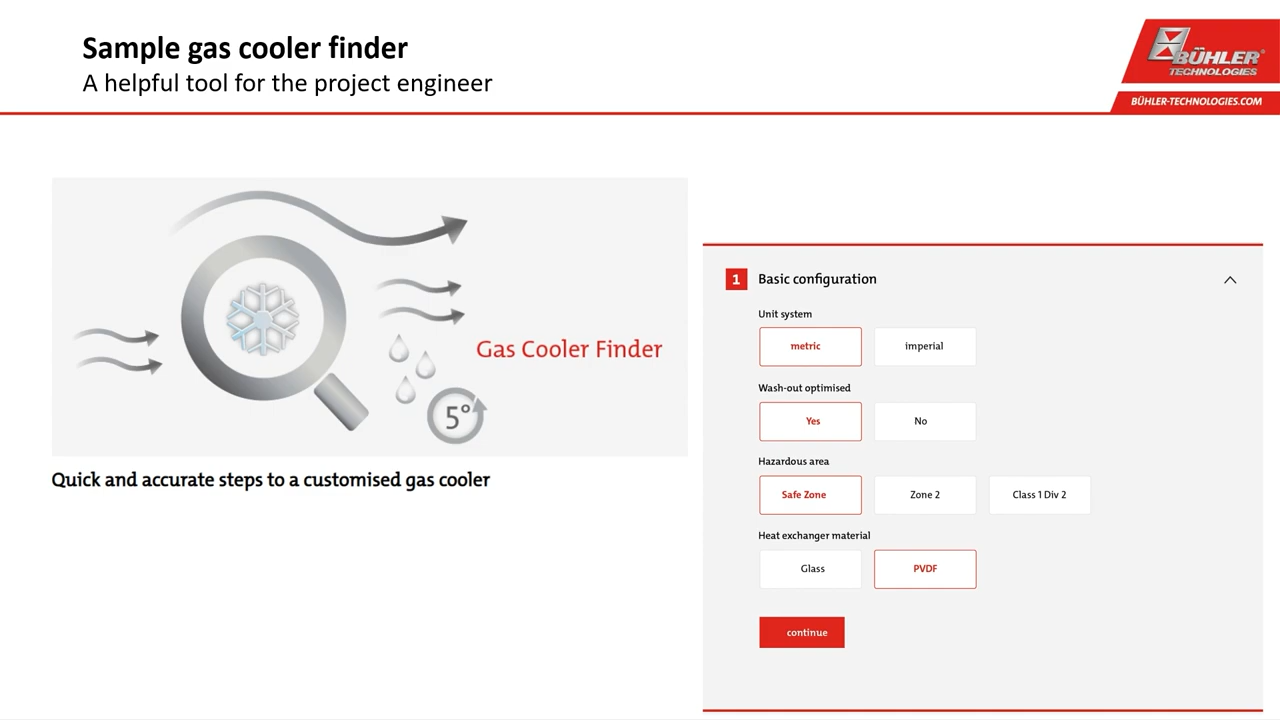 Sample gas cooler finder
A helpful tool for the project engineer
BÜHLER®
TECHNOLOGIES
BÜHLER-TECHNOLOGIES.COM
Gas Cooler Finder
5°
Quick and accurate steps to a customised gas cooler
1 Basic configuration
Unit system
metric imperial
Wash-out optimised
Yes No
Hazardous area
Safe Zone Zone 2 Class 1 Div 2
Heat exchanger material
Glass PVDF
continue